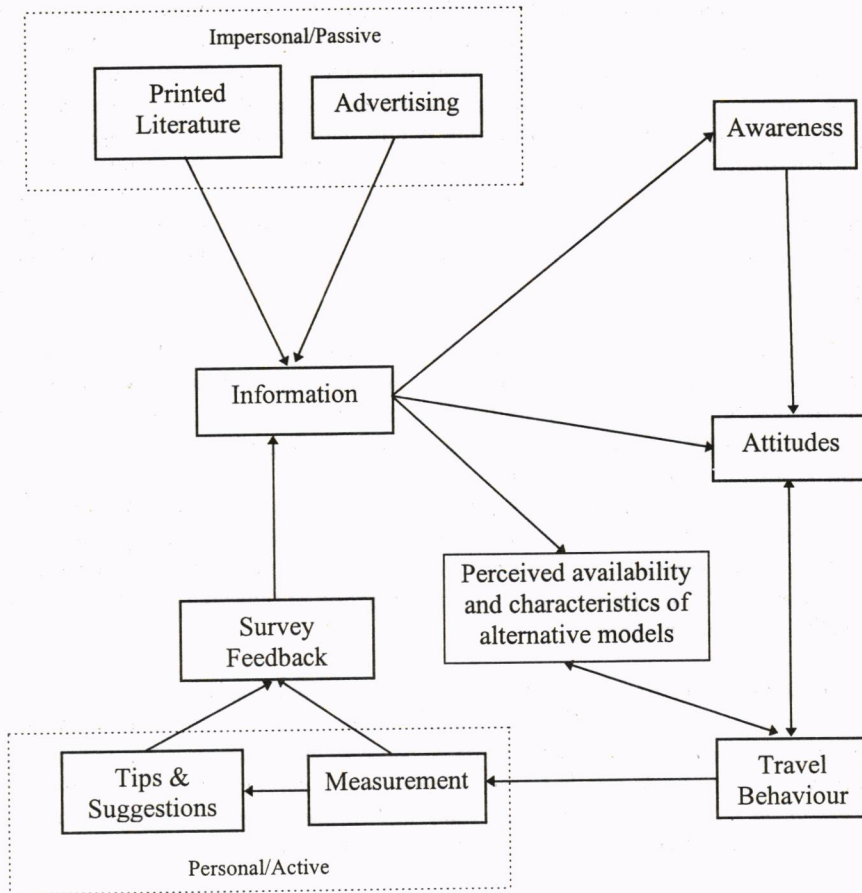 Impersonal/Passive
Printed
Literature
Advertising
Awareness
Information
Attitudes
Perceived availability
and characteristics of
alternative models
Survey
Feedback
Tips &
Suggestions
Measurement
Travel
Behaviour
Personal/Active